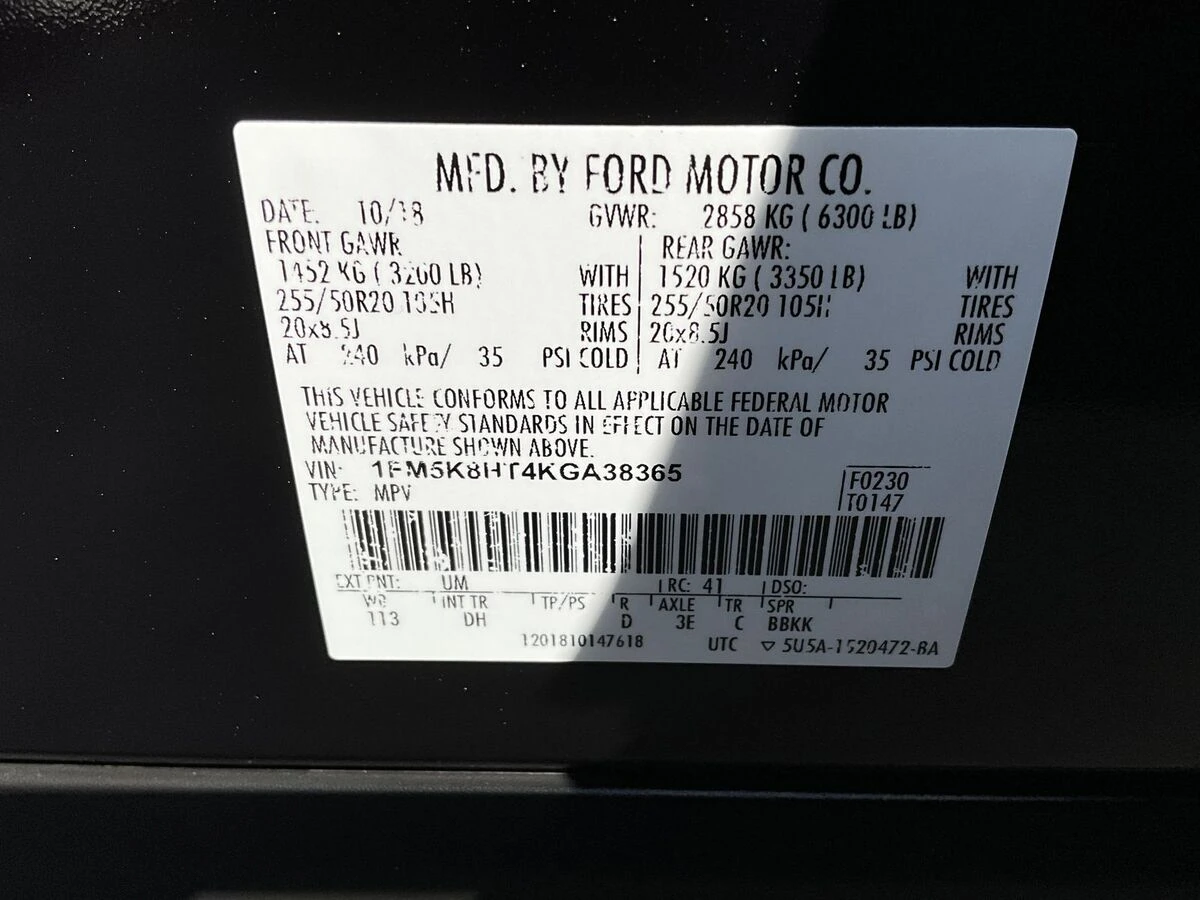 MFD. BY FORD MOTOR CO.
DATE: 10/18 GVWR: 2858 KG ( 6300 LB)
FRONT GAWR REAR GAWR:
1452 KG ( 3200 LB) WITH 1520 KG ( 3350 LB) WITH
255/50R20 105H TIRES 255/50R20 105H TIRES
20x8.5J RIMS 20x8.5J RIMS
AT 240 kPa/ 35 PSI COLD AT 240 kPa/ 35 PSI COLD
THIS VEHICLE CONFORMS TO ALL APPLICABLE FEDERAL MOTOR
VEHICLE SAFETY STANDARDS IN EFFECT ON THE DATE OF
MANUFACTURE SHOWN ABOVE.
VIN: 1FM5K8HT4KGA38365 F0230
TYPE: MPV T0147
EXT PNT: UM RC: 41 DSO:
WB INT TR TP/PS R AXLE TR SPR
113 DH D 3E C BBKK
1201810147618 UTC ▽ 5U5A-1520472-BA